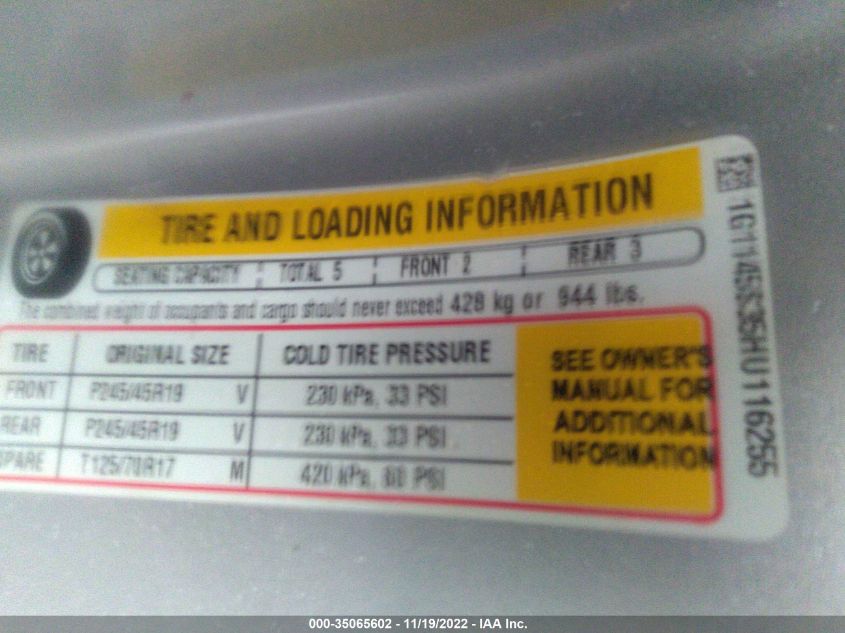 TIRE AND LOADING INFORMATION
SEATING CAPACITY TOTAL 5 FRONT 2 REAR 3
The combined weight of occupants and cargo should never exceed 428 kg or 944 lbs.
TIRE ORIGINAL SIZE COLD TIRE PRESSURE
FRONT P245/45R19 V 230 kPa, 33 PSI
REAR P245/45R19 V 230 kPa, 33 PSI
SPARE T125/70R17 M 420 kPa, 60 PSI
SEE OWNER'S
MANUAL FOR
ADDITIONAL
INFORMATION
000-35065602 - 11/19/2022 - IAA Inc.